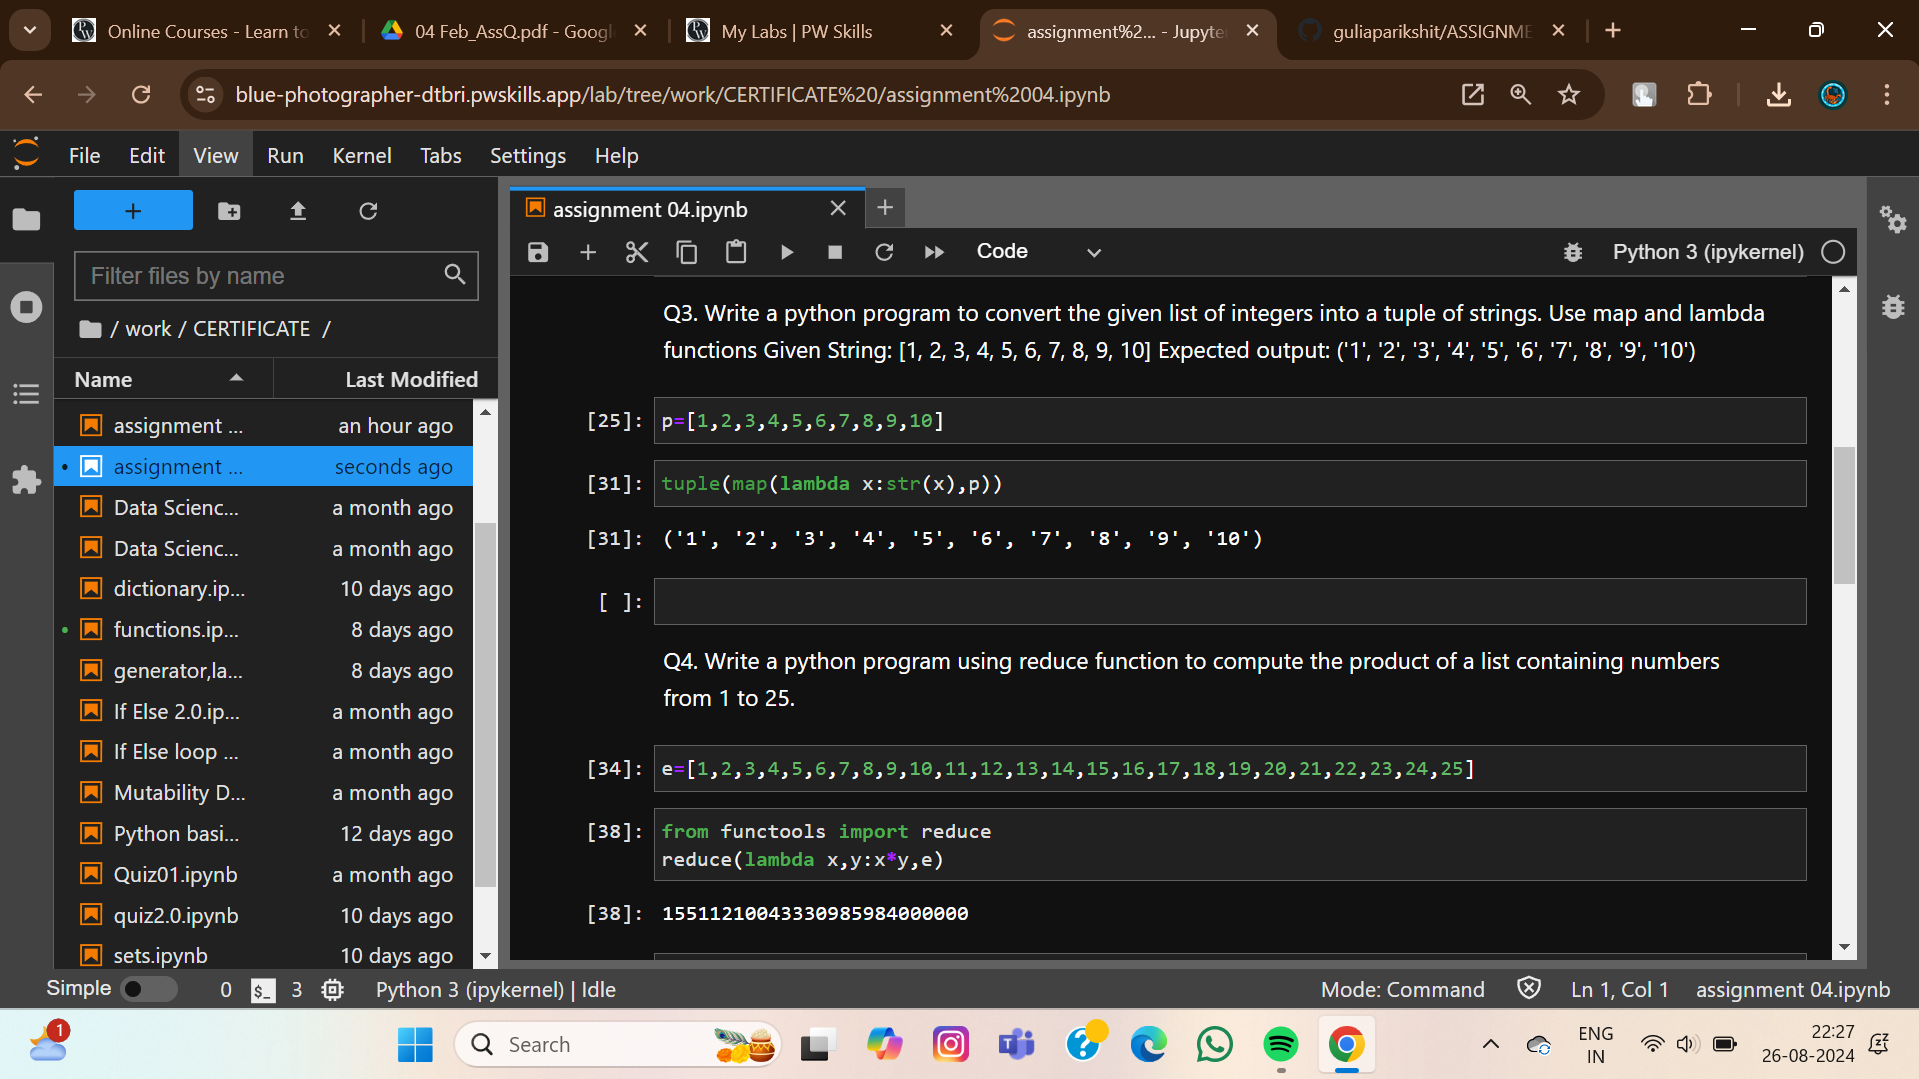 Online Courses - Learn to
04 Feb_AssQ.pdf - Googl
My Labs | PW Skills
assignment%2... - Jupyte
guliaparikshit/ASSIGNME
blue-photographer-dtbri.pwskills.app/lab/tree/work/CERTIFICATE%20/assignment%2004.ipynb
File Edit View Run Kernel Tabs Settings Help
assignment 04.ipynb
Code
Python 3 (ipykernel)
Filter files by name
/ work / CERTIFICATE /
Name Last Modified
assignment ... an hour ago
assignment ... seconds ago
Data Scienc... a month ago
Data Scienc... a month ago
dictionary.ip... 10 days ago
functions.ip... 8 days ago
generator,la... 8 days ago
If Else 2.0.ip... a month ago
If Else loop ... a month ago
Mutability D... a month ago
Python basi... 12 days ago
Quiz01.ipynb a month ago
quiz2.0.ipynb 10 days ago
sets.ipynb 10 days ago
Q3. Write a python program to convert the given list of integers into a tuple of strings. Use map and lambda
functions Given String: [1, 2, 3, 4, 5, 6, 7, 8, 9, 10] Expected output: ('1', '2', '3', '4', '5', '6', '7', '8', '9', '10')
[25]: p=[1,2,3,4,5,6,7,8,9,10]
[31]: tuple(map(lambda x:str(x),p))
[31]: ('1', '2', '3', '4', '5', '6', '7', '8', '9', '10')
[ ]:
Q4. Write a python program using reduce function to compute the product of a list containing numbers
from 1 to 25.
[34]: e=[1,2,3,4,5,6,7,8,9,10,11,12,13,14,15,16,17,18,19,20,21,22,23,24,25]
[38]: from functools import reduce
reduce(lambda x,y:x*y,e)
[38]: 15511210043330985984000000
Simple 0 $_ 3 Python 3 (ipykernel) | Idle
Mode: Command Ln 1, Col 1 assignment 04.ipynb
1
Search
ENG
IN
22:27
26-08-2024